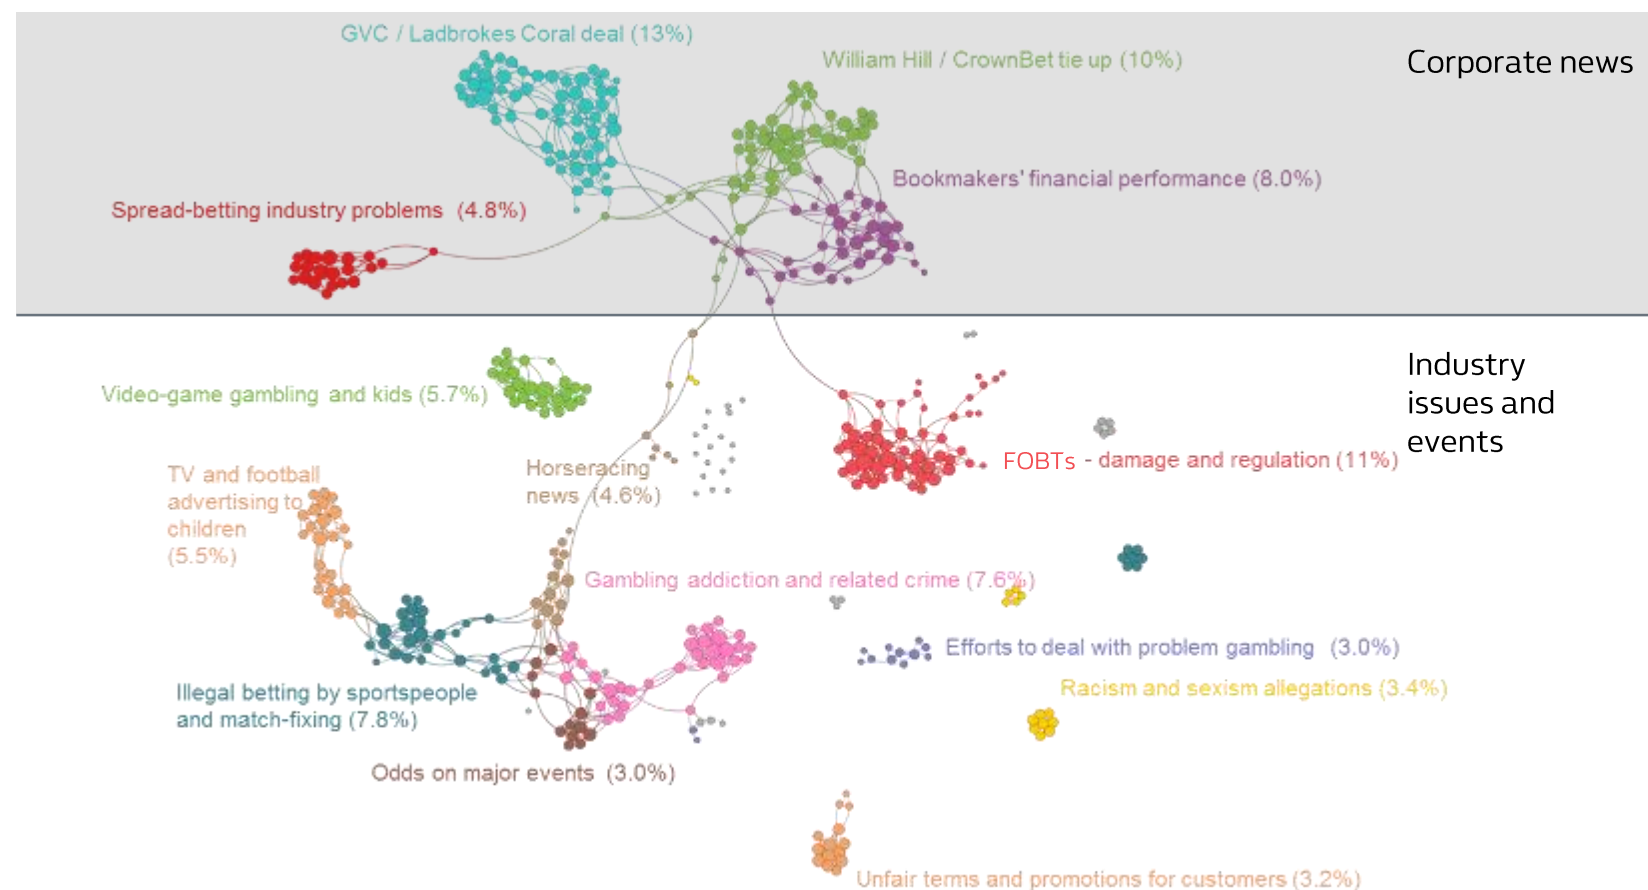 GVC / Ladbrokes Coral deal (13%)
William Hill / CrownBet tie up (10%)
Corporate news
Bookmakers' financial performance (8.0%)
Spread-betting industry problems (4.8%)
Video-game gambling and kids (5.7%)
Industry
issues and
events
FOBTs - damage and regulation (11%)
Horseracing
news (4.6%)
TV and football
advertising to
children
(5.5%)
Gambling addiction and related crime (7.6%)
Efforts to deal with problem gambling (3.0%)
Racism and sexism allegations (3.4%)
Illegal betting by sportspeople
and match-fixing (7.8%)
Odds on major events (3.0%)
Unfair terms and promotions for customers (3.2%)